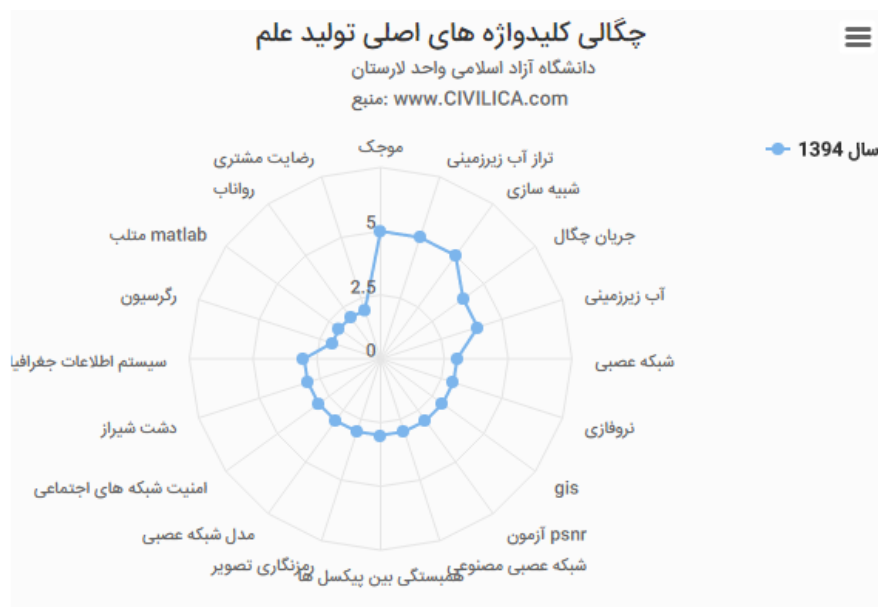 چگالی کلیدواژه های اصلی تولید علم
دانشگاه آزاد اسلامی واحد لارستان
منبع: www.CIVILICA.com
سال 1394
موجک
تراز آب زیرزمینی
شبیه سازی
جریان چگال
آب زیرزمینی
شبکه عصبی
نروفازی
gis
آزمون psnr
شبکه عصبی مصنوعی
همبستگی بین پیکسل ها
رمزنگاری تصویر
مدل شبکه عصبی
امنیت شبکه های اجتماعی
دشت شیراز
سیستم اطلاعات جغرافیا
رگرسیون
متلب matlab
رواناب
رضایت مشتری
5
2.5
0